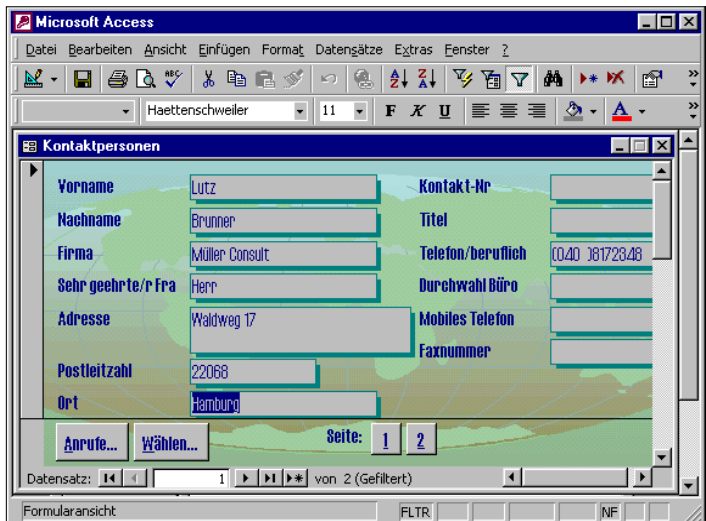 Microsoft Access
Datei Bearbeiten Ansicht Einfügen Format Datensätze Extras Fenster ?
Haettenschweiler 11 F K U A
Kontaktpersonen
Vorname Lutz Kontakt-Nr
Nachname Brunner Titel
Firma Müller Consult Telefon/beruflich (040) 08172348
Sehr geehrte/r Fra Herr Durchwahl Büro
Adresse Waldweg 17 Mobiles Telefon
Faxnummer
Postleitzahl 22068
Ort Hamburg
Anrufe... Wählen... Seite: 1 2
Datensatz: 1 von 2 (Gefiltert)
Formularansicht FLTR NF